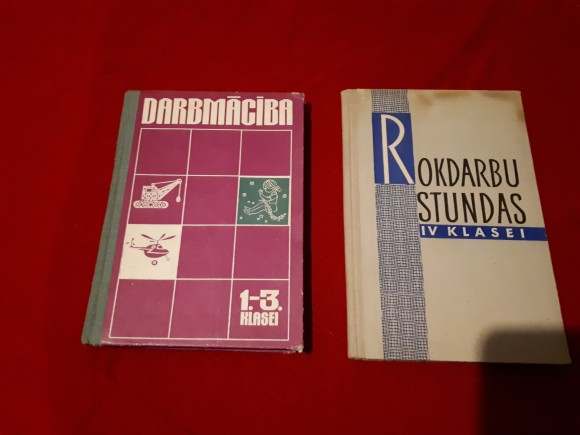 DARBMĀCĪBA
1.-3.
KLASEI
ROKDARBU
STUNDAS
IV KLASEI